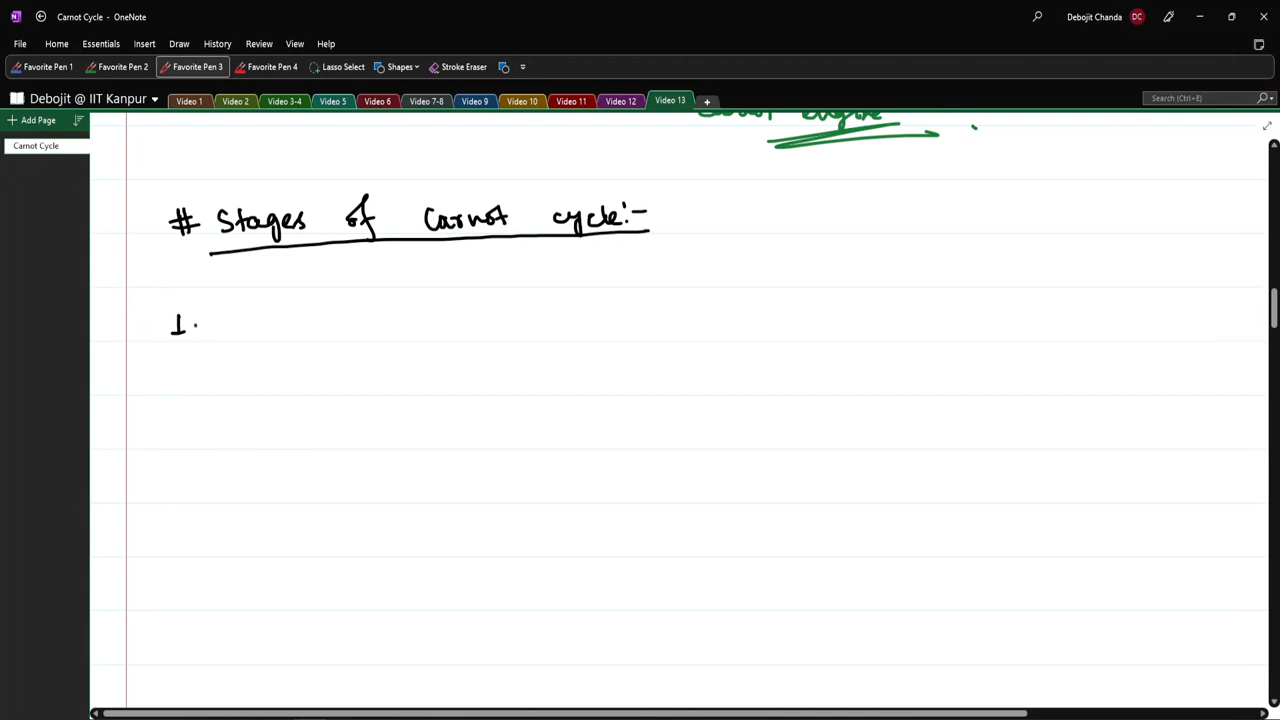 Carnot Cycle - OneNote
Debojit Chanda DC
File Home Essentials Insert Draw History Review View Help
Favorite Pen 1 Favorite Pen 2 Favorite Pen 3 Favorite Pen 4 Lasso Select Shapes Stroke Eraser
Debojit @ IIT Kanpur Video 1 Video 2 Video 3-4 Video 5 Video 6 Video 7-8 Video 9 Video 10 Video 11 Video 12 Video 13 Search (Ctrl+E)
Add Page
Carnot Cycle
Carnot engine
# Stages of Carnot cycle:-
1.